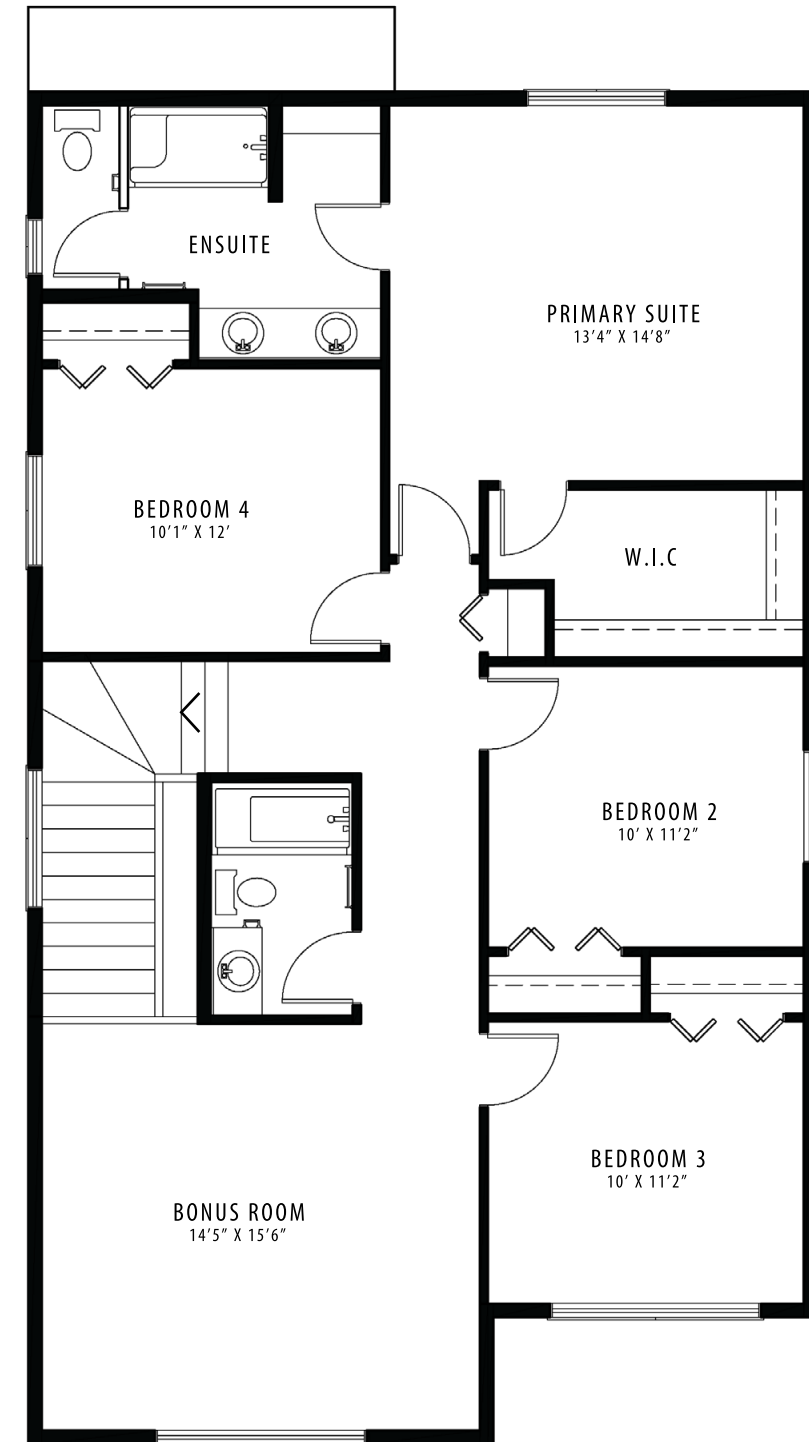 ENSUITE
PRIMARY SUITE
13’4” X 14’8”
BEDROOM 4
10’1” X 12’
W.I.C
BEDROOM 2
10’ X 11’2”
BEDROOM 3
10’ X 11’2”
BONUS ROOM
14’5” X 15’6”